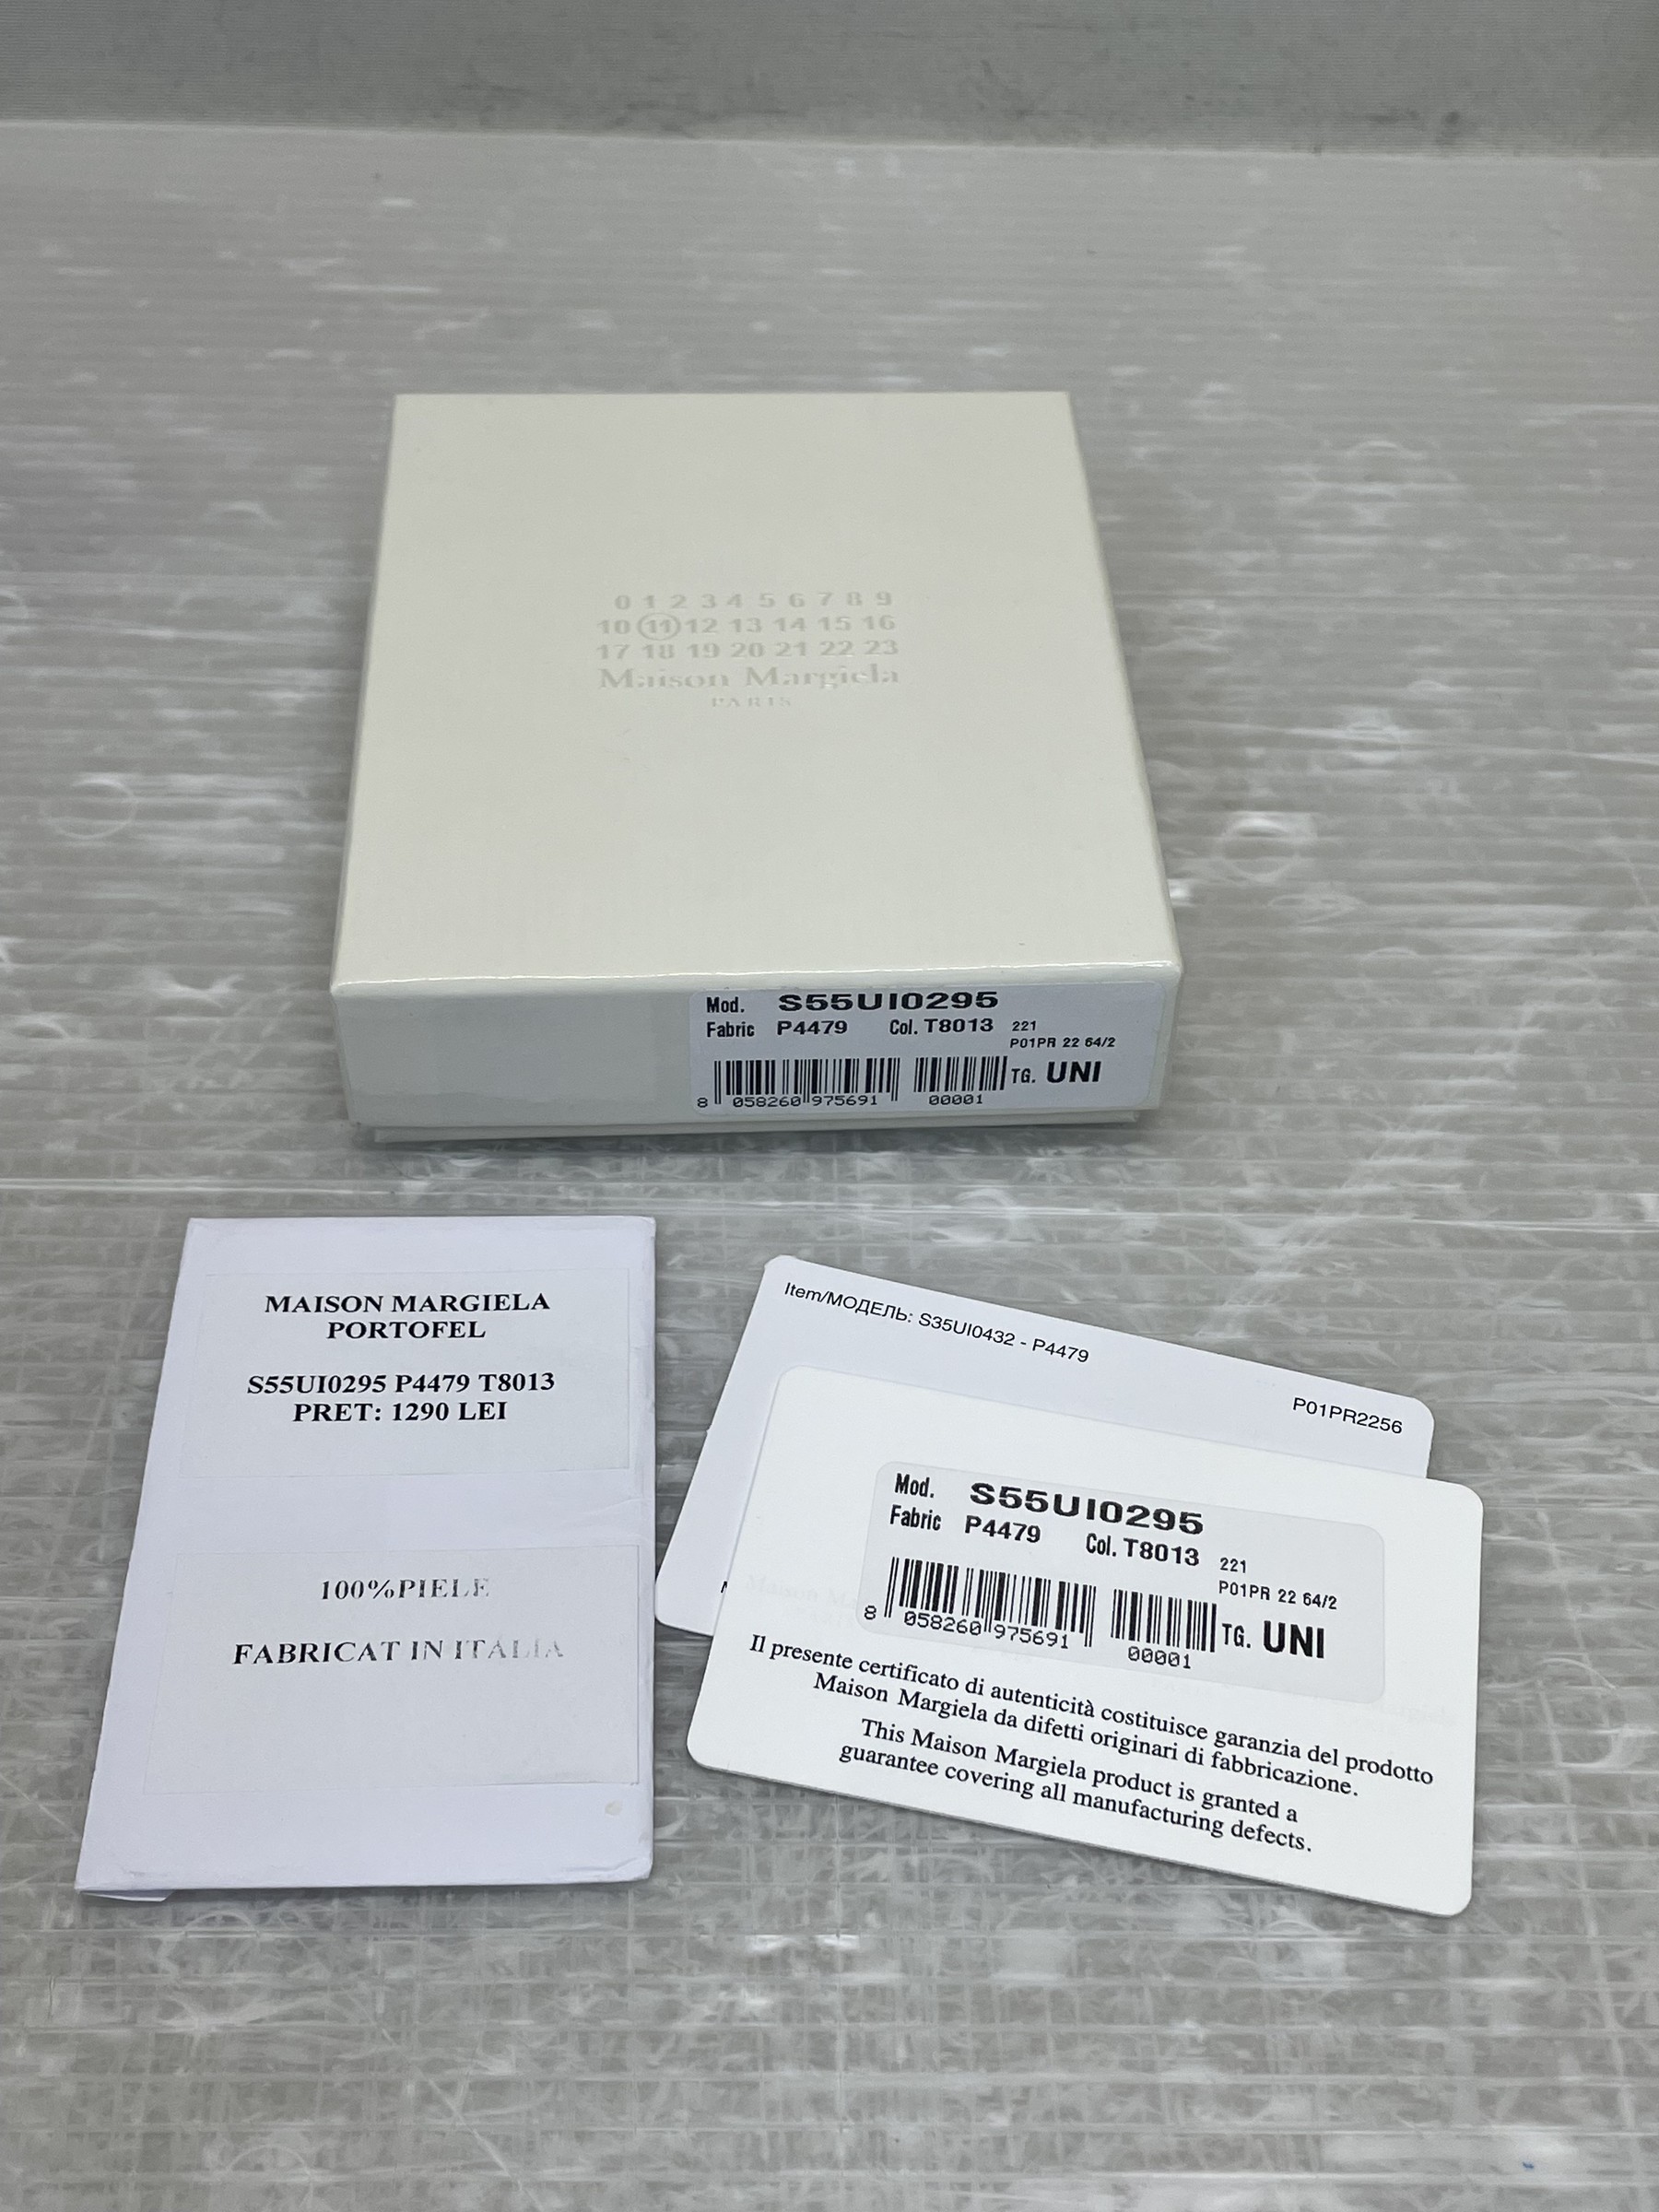 0 1 2 3 4 5 6 7 8 9
10 11 12 13 14 15 16
17 18 19 20 21 22 23
Maison Margiela
PARIS
Mod. S55UI0295
Fabric P4479 Col. T8013 221
P01PR 22 64/2
TG. UNI
8 058260 975691 00001
MAISON MARGIELA
PORTOFEL
S55UI0295 P4479 T8013
PRET: 1290 LEI
100%PIELE
FABRICAT IN ITALIA
Item/МОДЕЛЬ: S35UI0432 - P4479
P01PR2256
Mod. S55UI0295
Fabric P4479 Col. T8013 221
P01PR 22 64/2
TG. UNI
8 058260 975691 00001
Il presente certificato di autenticità costituisce garanzia del prodotto
Maison Margiela da difetti originari di fabbricazione.
This Maison Margiela product is granted a
guarantee covering all manufacturing defects.